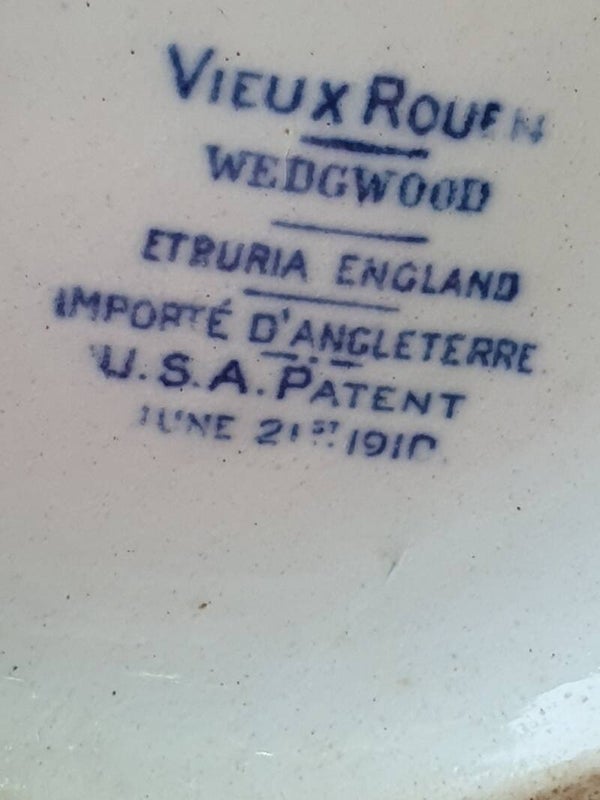 VIEUX ROUEN
WEDGWOOD
ETRURIA ENGLAND
IMPORTÉ D'ANGLETERRE
U.S.A. PATENT
JUNE 21ST 1910